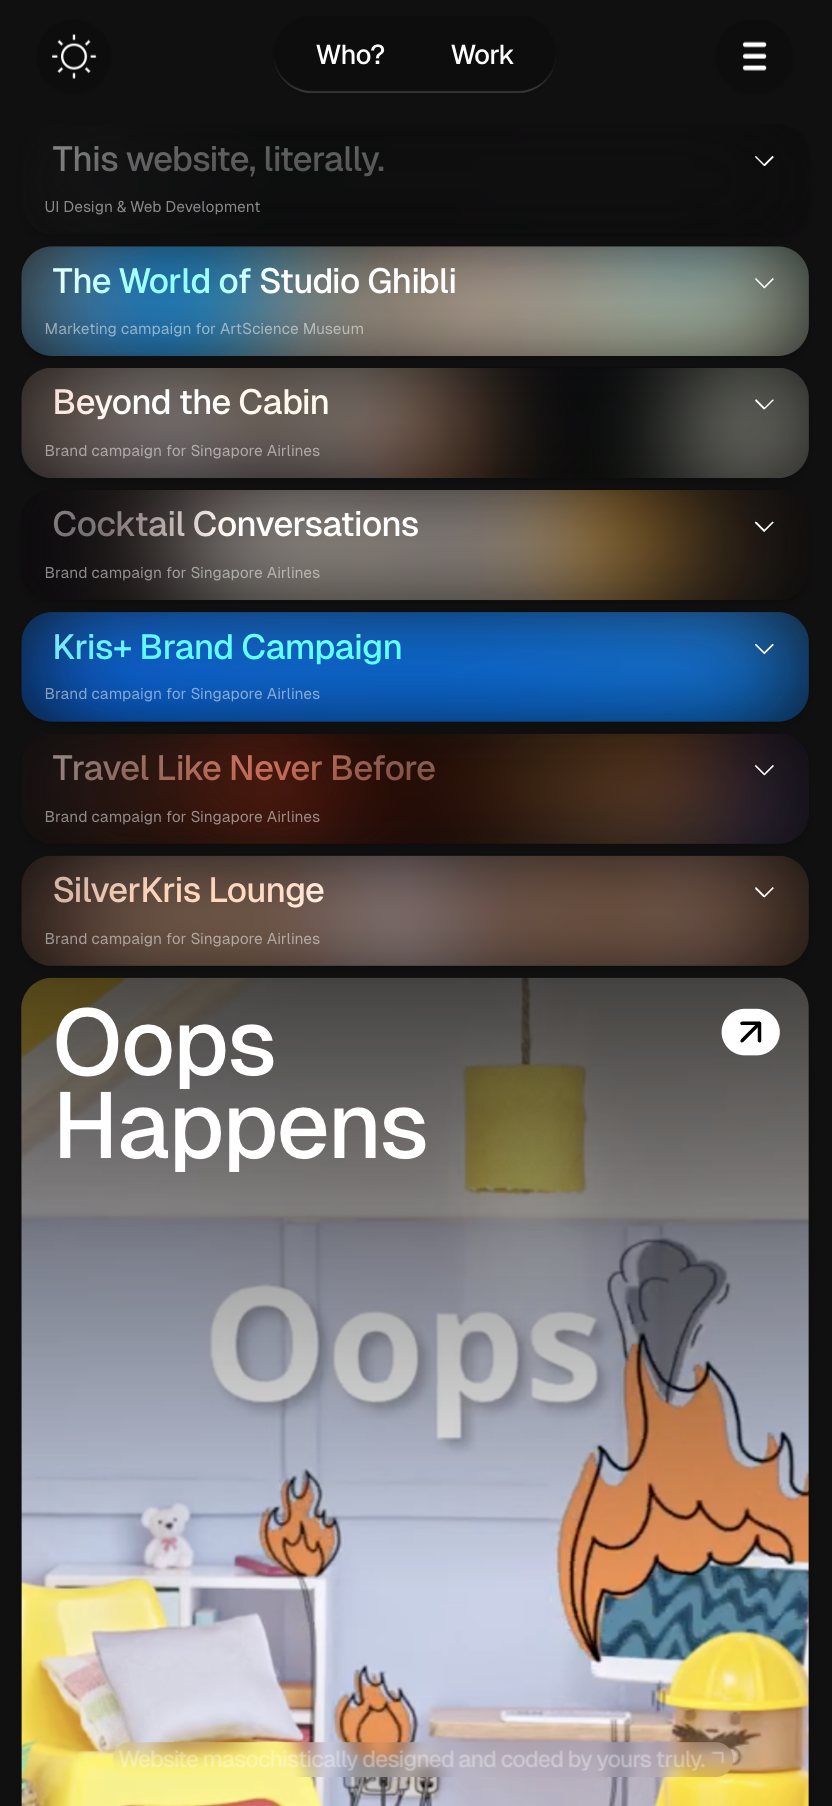 Who? Work
This website, literally.
UI Design & Web Development
The World of Studio Ghibli
Marketing campaign for ArtScience Museum
Beyond the Cabin
Brand campaign for Singapore Airlines
Cocktail Conversations
Brand campaign for Singapore Airlines
Kris+ Brand Campaign
Brand campaign for Singapore Airlines
Travel Like Never Before
Brand campaign for Singapore Airlines
SilverKris Lounge
Brand campaign for Singapore Airlines
Oops
Happens
Oops
Website masochistically designed and coded by yours truly.